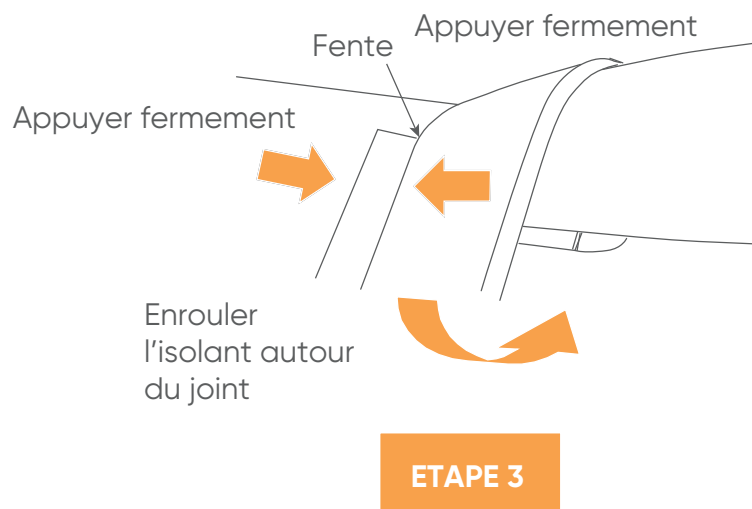 Appuyer fermement
Fente
Appuyer fermement
Enrouler
l'isolant autour
du joint
ETAPE 3